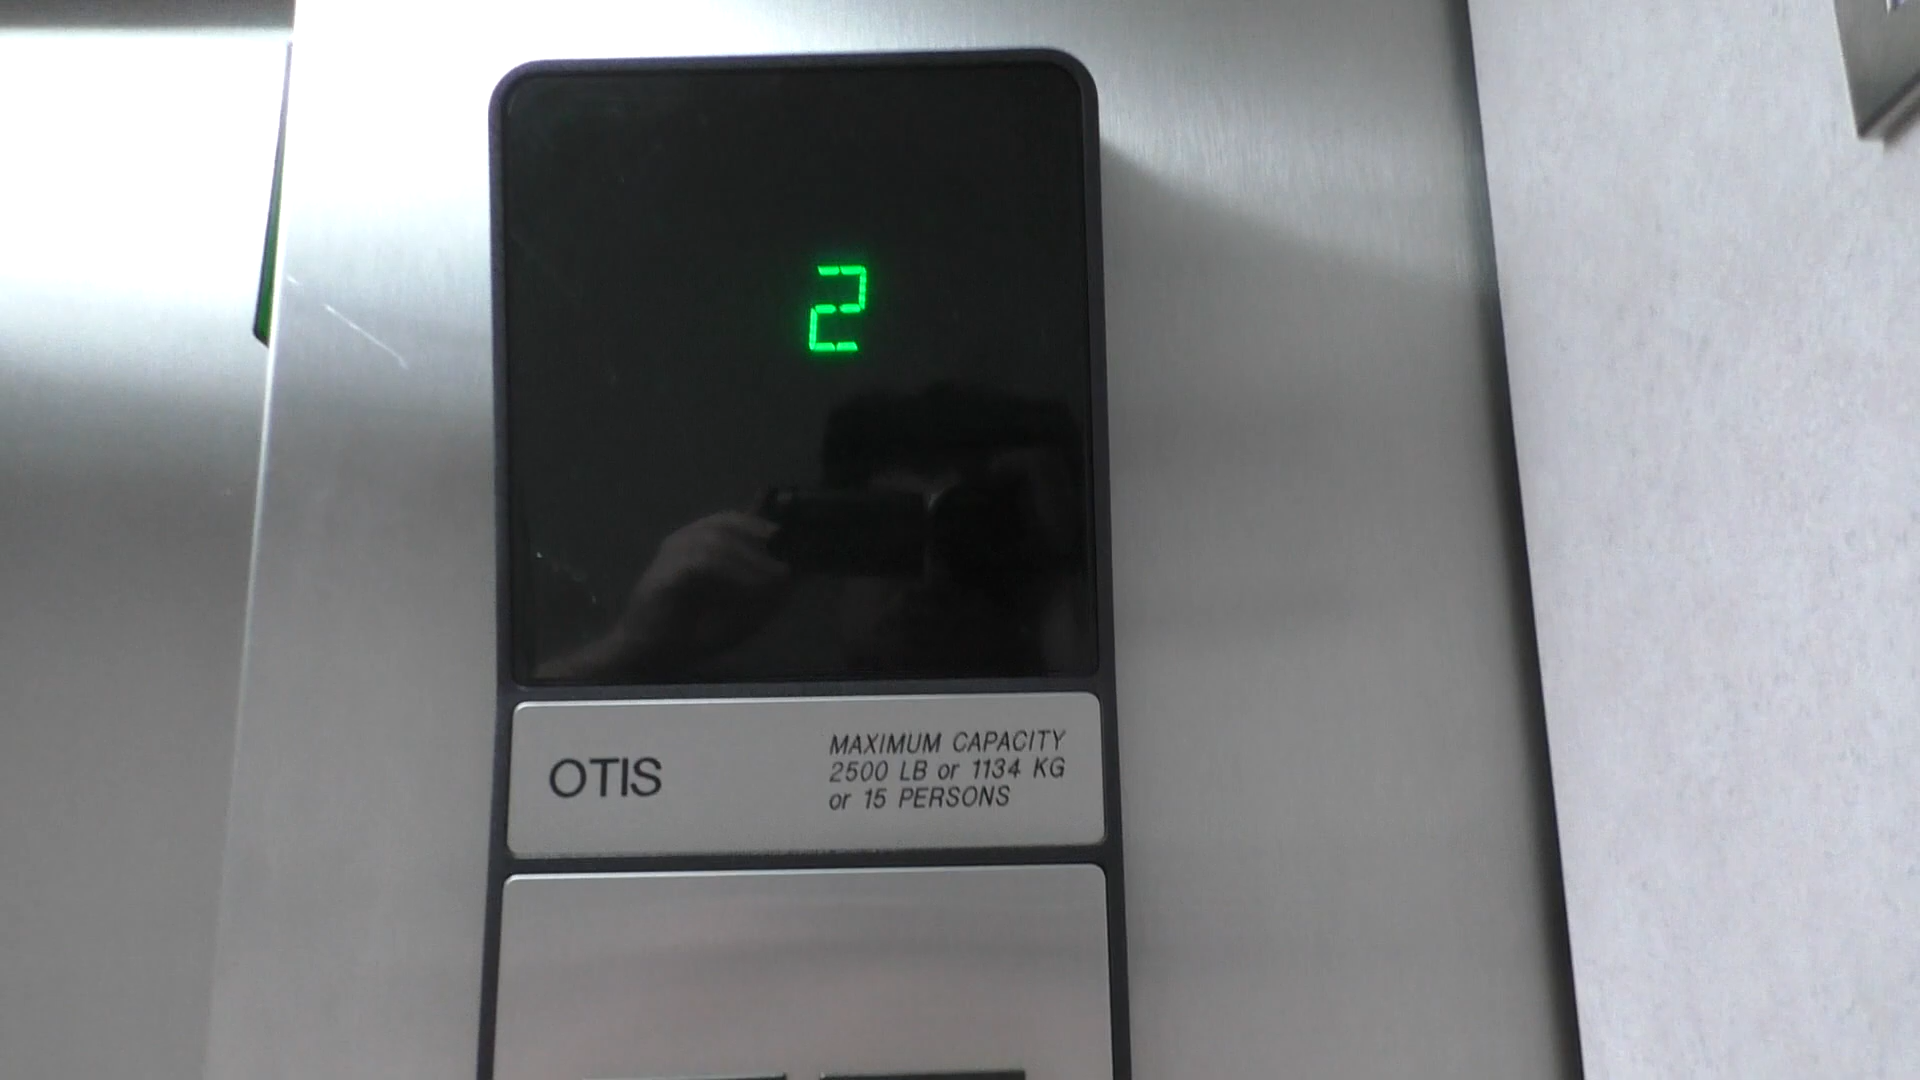 2
OTIS
MAXIMUM CAPACITY
2500 LB or 1134 KG
or 15 PERSONS